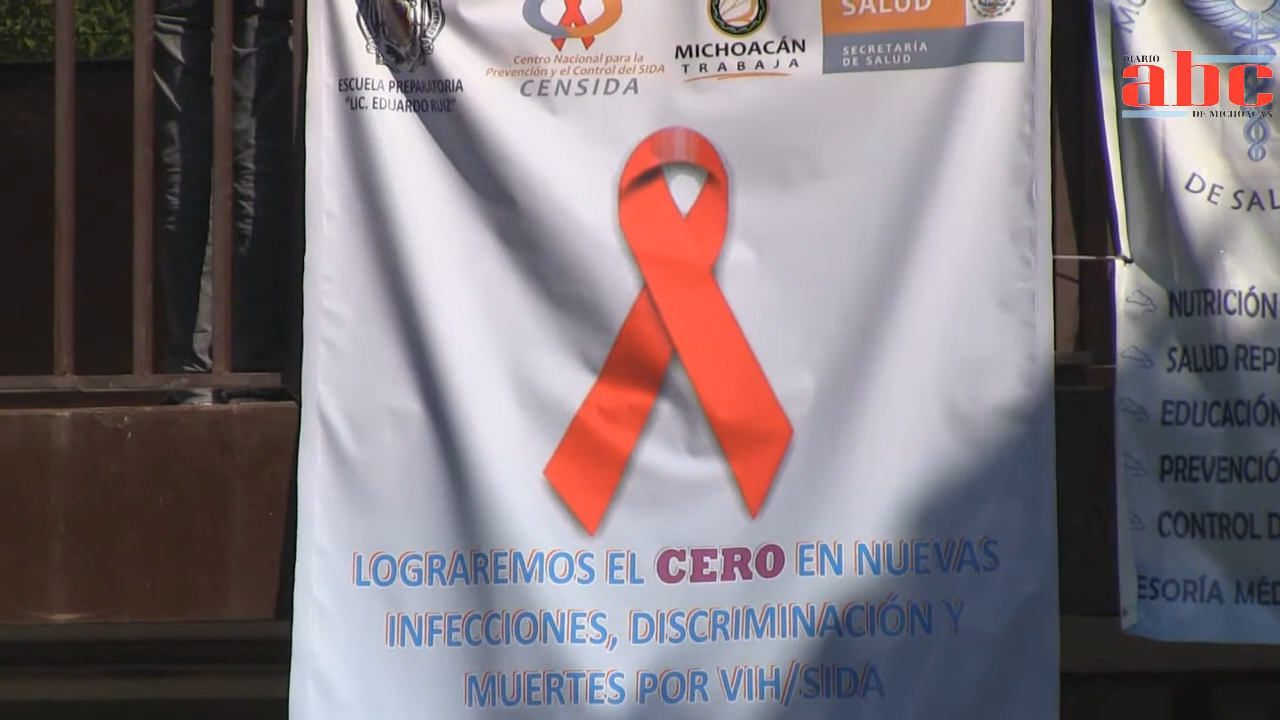 ESCUELA PREPARATORIA
"LIC. EDUARDO RUIZ"
Centro Nacional para la
Prevención y el Control del SIDA
CENSIDA
MICHOACÁN
TRABAJA
SALUD
SECRETARÍA
DE SALUD
LOGRAREMOS EL CERO EN NUEVAS
INFECCIONES, DISCRIMINACIÓN Y
MUERTES POR VIH/SIDA
DIARIO
abc
DE MICHOACÁN
DE SAL
NUTRICIÓN
SALUD REP
EDUCACIÓN
PREVENCIÓ
CONTROL D
ESORÍA MÉD